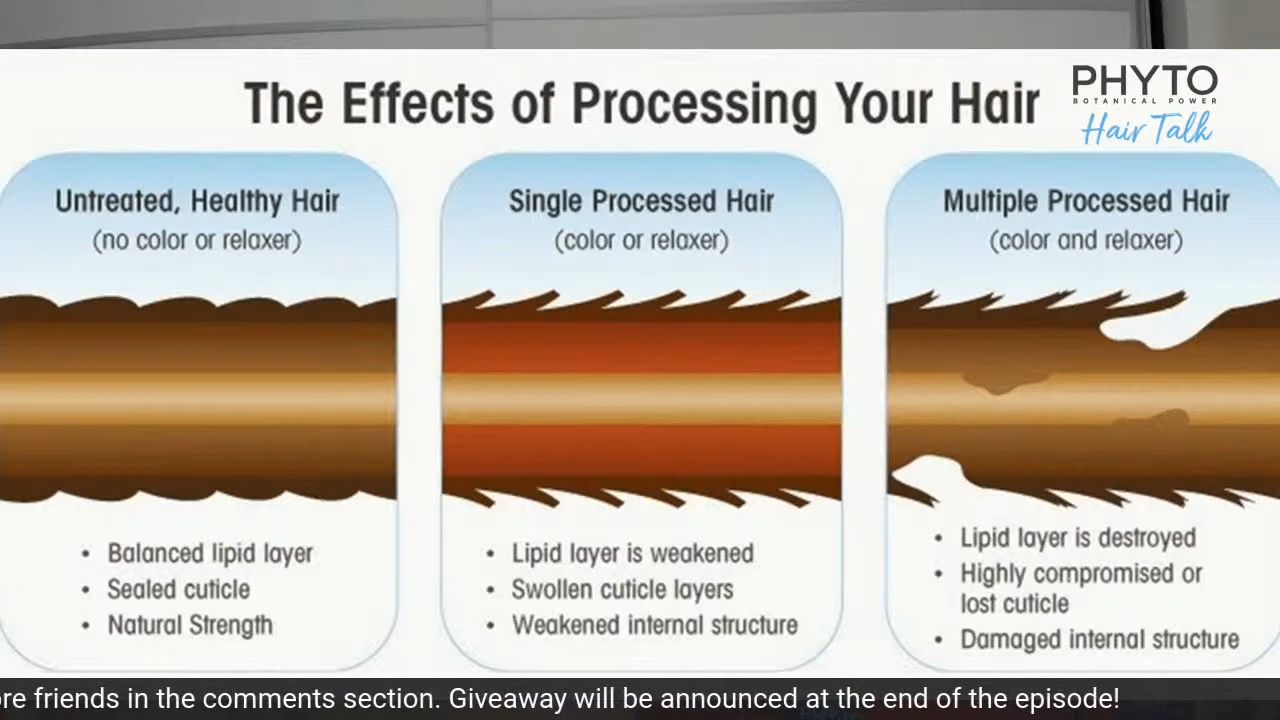 The Effects of Processing Your Hair
PHYTO
BOTANICAL POWER
Hair Talk
Untreated, Healthy Hair
(no color or relaxer)
Balanced lipid layer
Sealed cuticle
Natural Strength
Single Processed Hair
(color or relaxer)
Lipid layer is weakened
Swollen cuticle layers
Weakened internal structure
Multiple Processed Hair
(color and relaxer)
Lipid layer is destroyed
Highly compromised or
lost cuticle
Damaged internal structure
friends in the comments section. Giveaway will be announced at the end of the episode!